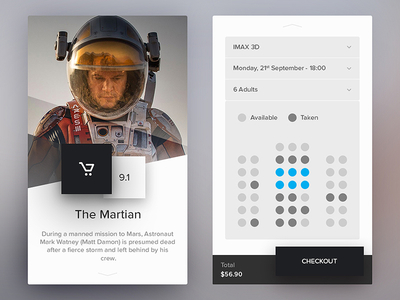 9.1
The Martian
During a manned mission to Mars, Astronaut
Mark Watney (Matt Damon) is presumed dead
after a fierce storm and left behind by his
crew.
IMAX 3D
Monday, 21st September - 18:00
6 Adults
Available
Taken
Total
$56.90
CHECKOUT